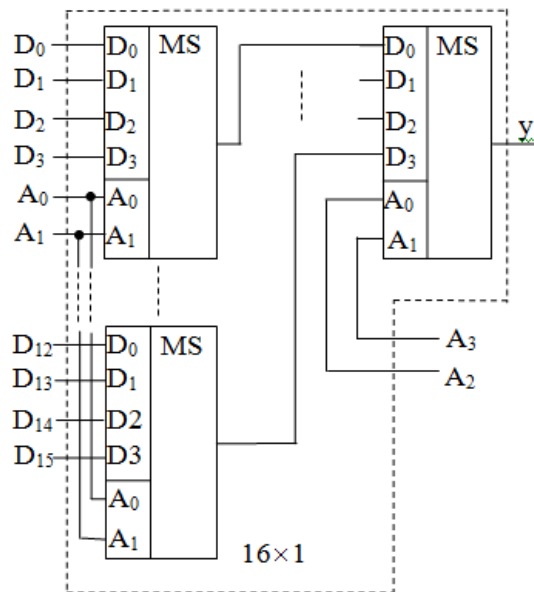 D₀ D₀ MS D₀ MS
D₁ D₁ D₁
D₂ D₂ D₂
D₃ D₃ D₃ y
A₀ A₀ A₀
A₁ A₁ A₁
D₁₂ D₀ MS A₃
D₁₃ D₁ A₂
D₁₄ D2
D₁₅ D3
A₀
A₁ 16×1